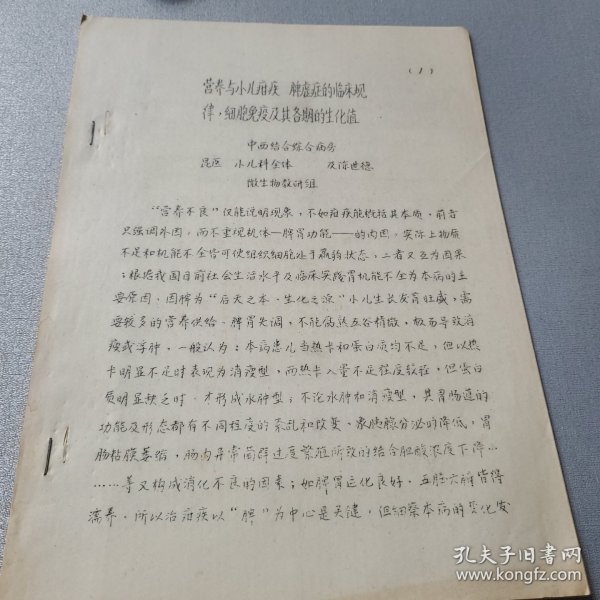 (1)
营养与小儿疳疾 脾虚症的临床规
律，细胞免疫及其各期的生化值
中西结合综合病房
昆医 小儿科全体 及陈世德
微生物教研组
“营养不良”仅能说明现象，不如疳疾能概括其本质。前者
只强调外因，而不重视机体—脾胃功能——的内因，实际上物质
不足和机能不全皆可使组织细胞处于羸弱状态，二者又互为因果
；根据我国目前社会生活水平及临床实践胃机能不全为本病的主
要原因。因脾为“后天之本，生化之源”小儿生长发育旺盛，需
要较多的营养供给。脾胃失调，不能腐熟五谷精微，极易导致消
瘦或浮肿，一般认为：本病患儿当热卡和蛋白质均不足，但以热
卡明显不足时表现为消瘦型，而热卡入量不足程度较轻，但蛋白
质明显缺乏时，才形成水肿型；不论水肿和消瘦型，其胃肠道的
功能及形态都有不同程度的紊乱和改变。象胰腺分泌的降低，胃
肠粘膜萎缩，肠内异常菌群过度繁殖所致的结合胆酸浓度下降…
……等又构成消化不良的因素；如脾胃运化良好，五脏六腑皆得
濡养，所以治疳疾以“脾”为中心是关键，但细察本病的变化发
孔夫子旧书网
www.kongfz.com